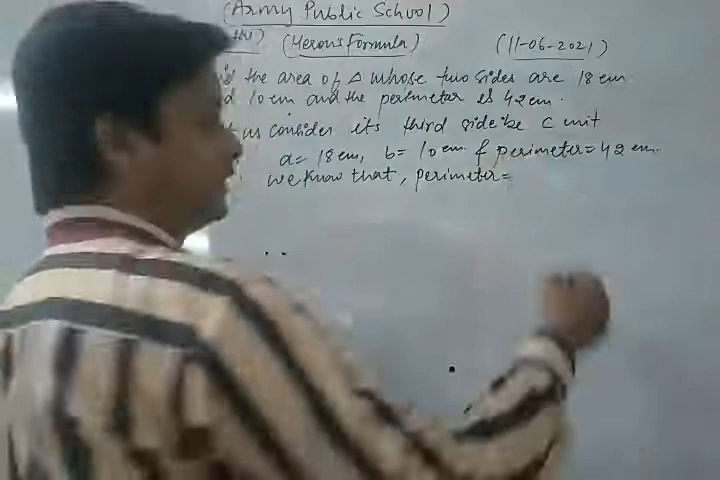 (Army Public School)
(Herons Formula) (11-06-2021)
the area of △ whose two sides are 18 cm
10 cm and the perimeter is 42 cm.
us consider its third side be C unit
a = 18 cm, b = 10 cm & perimeter = 42 cm.
we know that, perimeter =